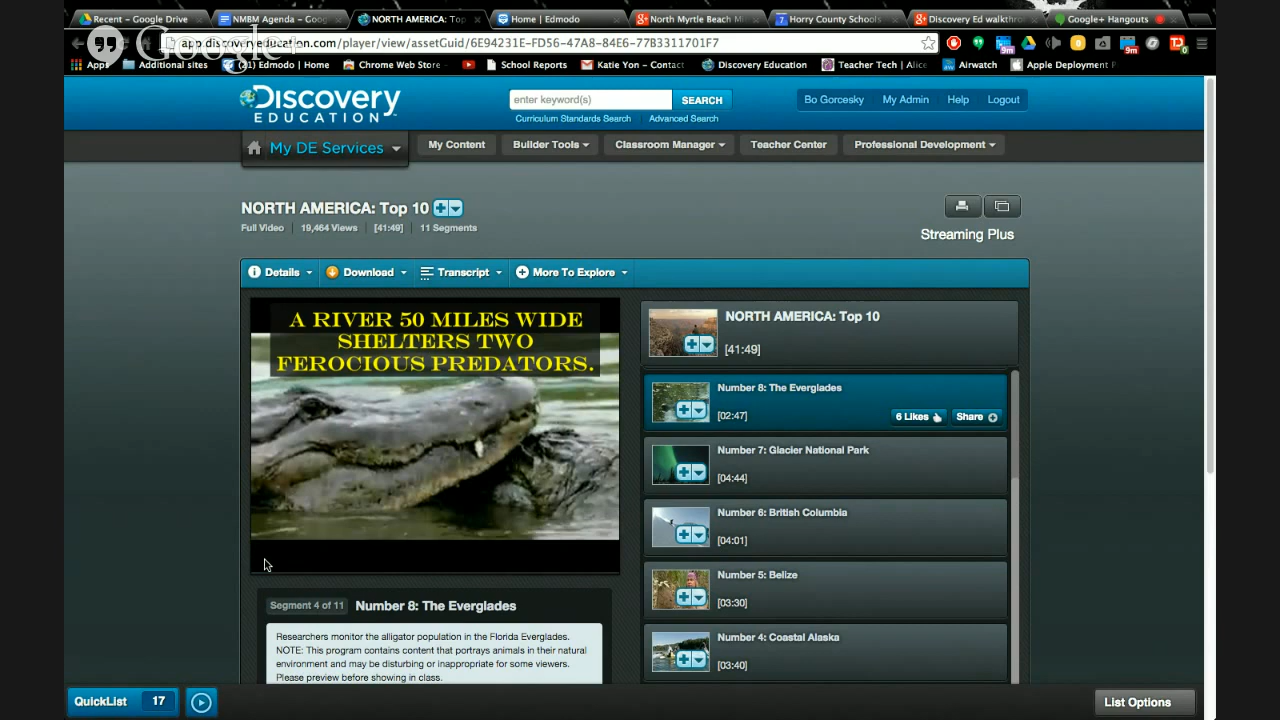 Recent - Google Drive
NMBM Agenda - Goog
NORTH AMERICA: Top
Home | Edmodo
North Myrtle Beach M
Horry County Schools
Discovery Ed walkthro
Google+ Hangouts
Google+
app.discoveryeducation.com/player/view/assetGuid/6E94231E-FD56-47A8-84E6-77B3311701F7
Apps
Additional sites
(1) Edmodo | Home
Chrome Web Store
School Reports
Katie Yon - Contact
Discovery Education
Teacher Tech | Alice
Airwatch
Apple Deployment P
Discovery
EDUCATION
enter keyword(s)
SEARCH
Curriculum Standards Search
Advanced Search
Bo Gorcesky
My Admin
Help
Logout
My DE Services
My Content
Builder Tools
Classroom Manager
Teacher Center
Professional Development
NORTH AMERICA: Top 10
Full Video | 19,464 Views | [41:49] | 11 Segments
Streaming Plus
Details
Download
Transcript
More To Explore
A RIVER 50 MILES WIDE
SHELTERS TWO
FEROCIOUS PREDATORS.
NORTH AMERICA: Top 10
[41:49]
Number 8: The Everglades
[02:47]
6 Likes
Share
Number 7: Glacier National Park
[04:44]
Number 6: British Columbia
[04:01]
Number 5: Belize
[03:30]
Number 4: Coastal Alaska
[03:40]
Segment 4 of 11
Number 8: The Everglades
Researchers monitor the alligator population in the Florida Everglades.
NOTE: This program contains content that portrays animals in their natural
environment and may be disturbing or inappropriate for some viewers.
Please preview before showing in class.
QuickList
17
List Options